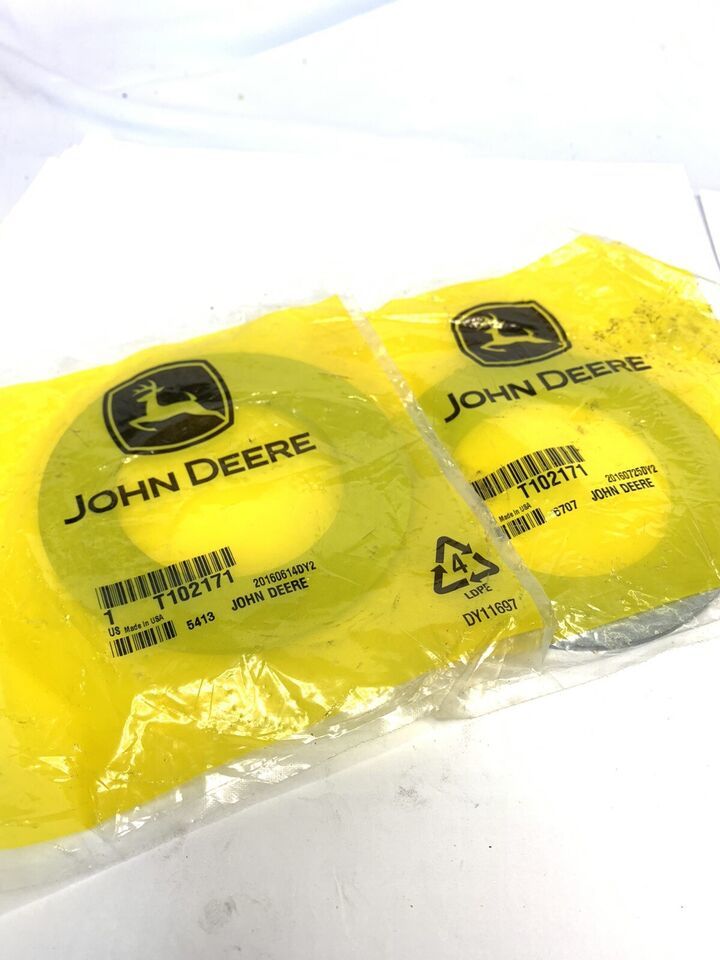 JOHN DEERE
1 T102171
US Made in USA
5413
20160614DY2
JOHN DEERE
4
LDPE
DY11697
JOHN DEERE
T102171
Made in USA
6707
20160725DY2
JOHN DEERE